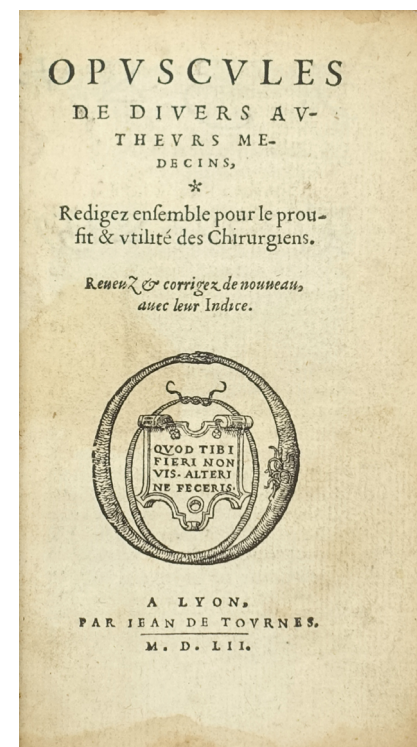 OPVSCVLES
DE DIVERS AV-
THEVRS ME-
DECINS,
*
Redigez enſemble pour le prou-
fit & vtilité des Chirurgiens.
Reueuz & corrigez de nouueau,
auec leur Indice.
QVOD TIBI
FIERI NON
VIS. ALTERI
NE FECERIS.
A LYON,
PAR IEAN DE TOVRNES.
M. D. LII.